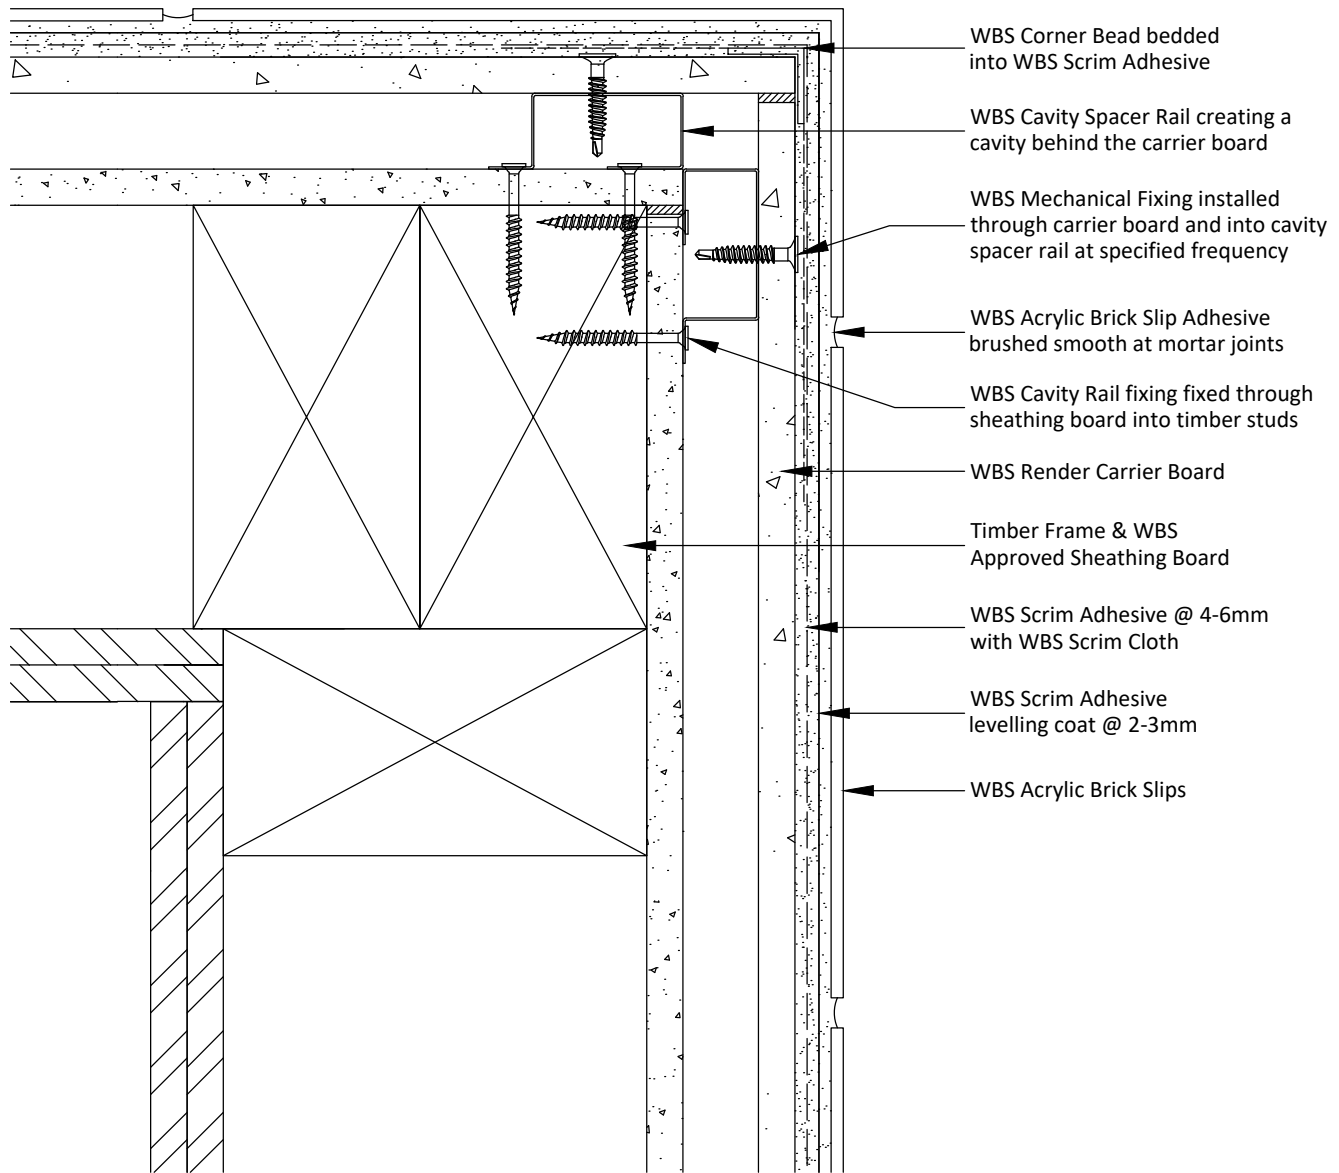 WBS Corner Bead bedded
into WBS Scrim Adhesive
WBS Cavity Spacer Rail creating a
cavity behind the carrier board
WBS Mechanical Fixing installed
through carrier board and into cavity
spacer rail at specified frequency
WBS Acrylic Brick Slip Adhesive
brushed smooth at mortar joints
WBS Cavity Rail fixing fixed through
sheathing board into timber studs
WBS Render Carrier Board
Timber Frame & WBS
Approved Sheathing Board
WBS Scrim Adhesive @ 4-6mm
with WBS Scrim Cloth
WBS Scrim Adhesive
levelling coat @ 2-3mm
WBS Acrylic Brick Slips